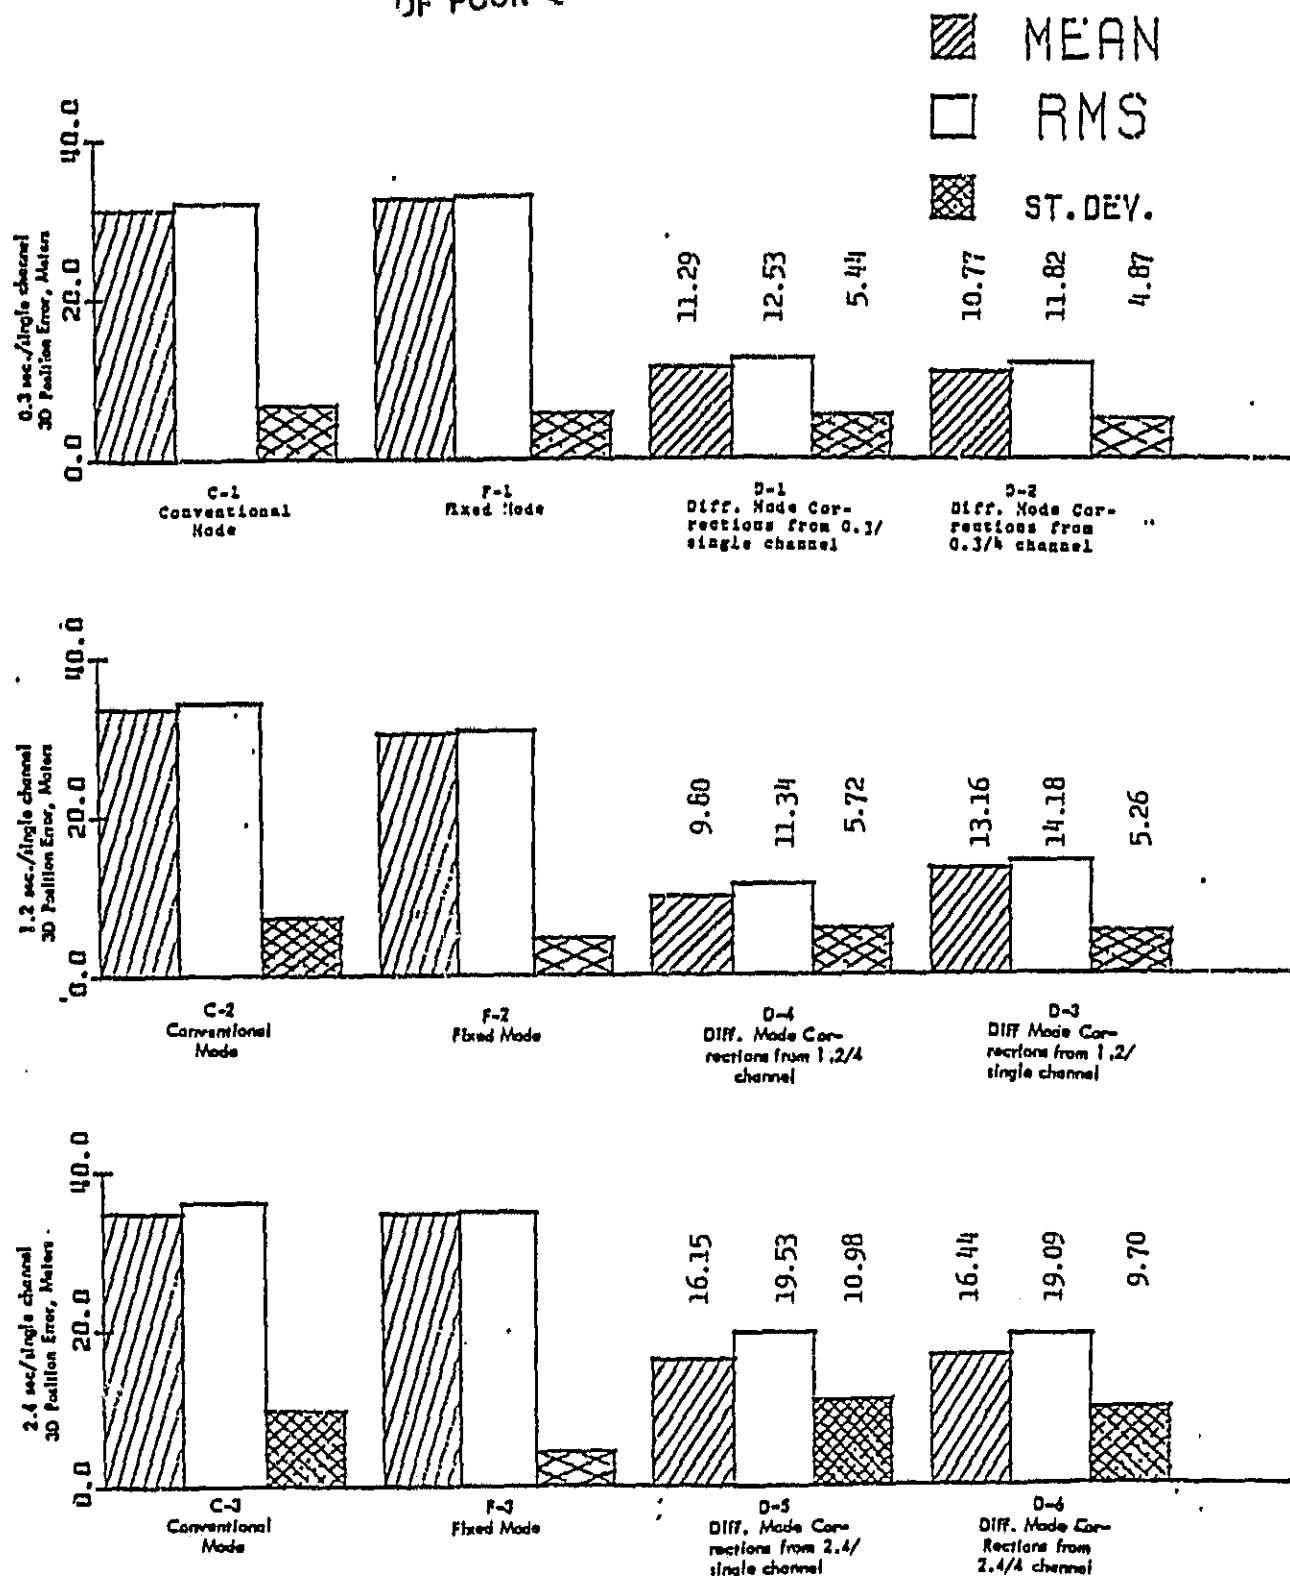 OF POOR
MEAN
RMS
ST.DEV.
0.3 sec./single channel
3D Position Error, Meters
40.0
20.0
0.0
11.29
12.53
5.44
10.77
11.82
4.87
C-1
Conventional
Mode
F-1
Fixed Mode
D-1
Diff. Mode Cor-
rections from 0.3/
single channel
D-2
Diff. Mode Cor-
rections from
0.3/4 channel
1.2 sec./single channel
3D Position Error, Meters
40.0
20.0
0.0
9.80
11.34
5.72
13.16
14.18
5.26
C-2
Conventional
Mode
F-2
Fixed Mode
D-4
Diff. Mode Cor-
rections from 1.2/4
channel
D-3
Diff Mode Cor-
rections from 1.2/
single channel
2.4 sec/single channel
3D Position Error, Meters
40.0
20.0
0.0
16.15
19.53
10.98
16.44
19.09
9.70
C-3
Conventional
Mode
F-3
Fixed Mode
D-5
Diff. Mode Cor-
rections from 2.4/
single channel
D-6
Diff. Mode Cor-
Rections from
2.4/4 channel